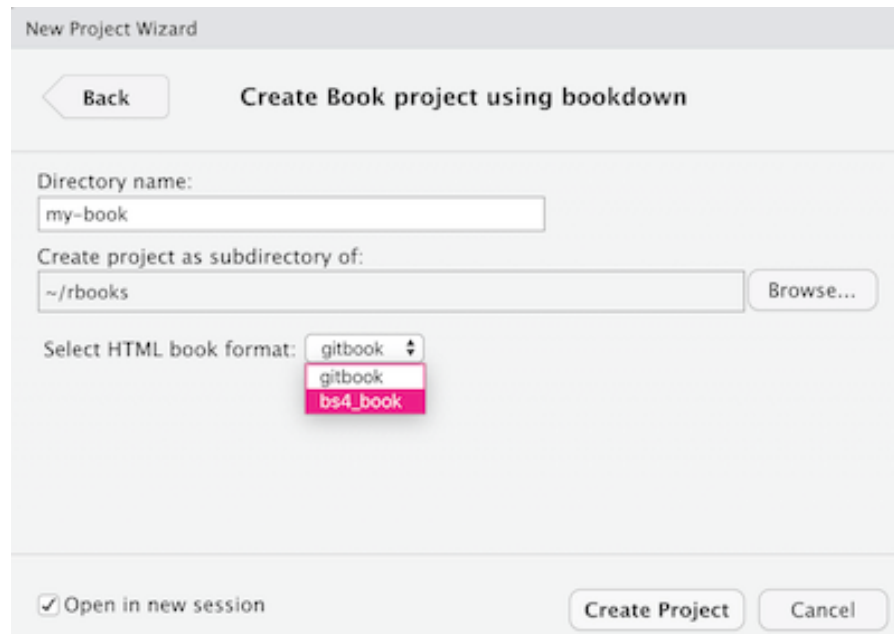 New Project Wizard
Back
Create Book project using bookdown
Directory name:
my-book
Create project as subdirectory of:
~/rbooks
Browse...
Select HTML book format: gitbook
gitbook
bs4_book
Open in new session
Create Project
Cancel